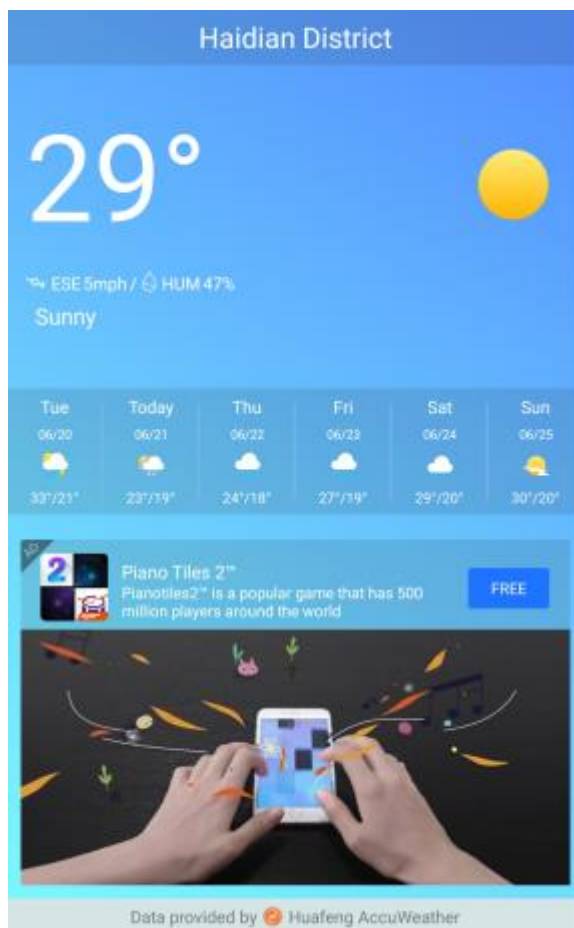 Haidian District
29°
ESE 5mph / HUM 47%
Sunny
Tue Today Thu Fri Sat Sun
06/20 06/21 06/22 06/23 06/24 06/25
33°/21° 23°/19° 24°/18° 27°/19° 29°/20° 30°/20°
AD
2
Piano Tiles 2™
Pianotiles2™ is a popular game that has 500
million players around the world
FREE
Data provided by Huafeng AccuWeather